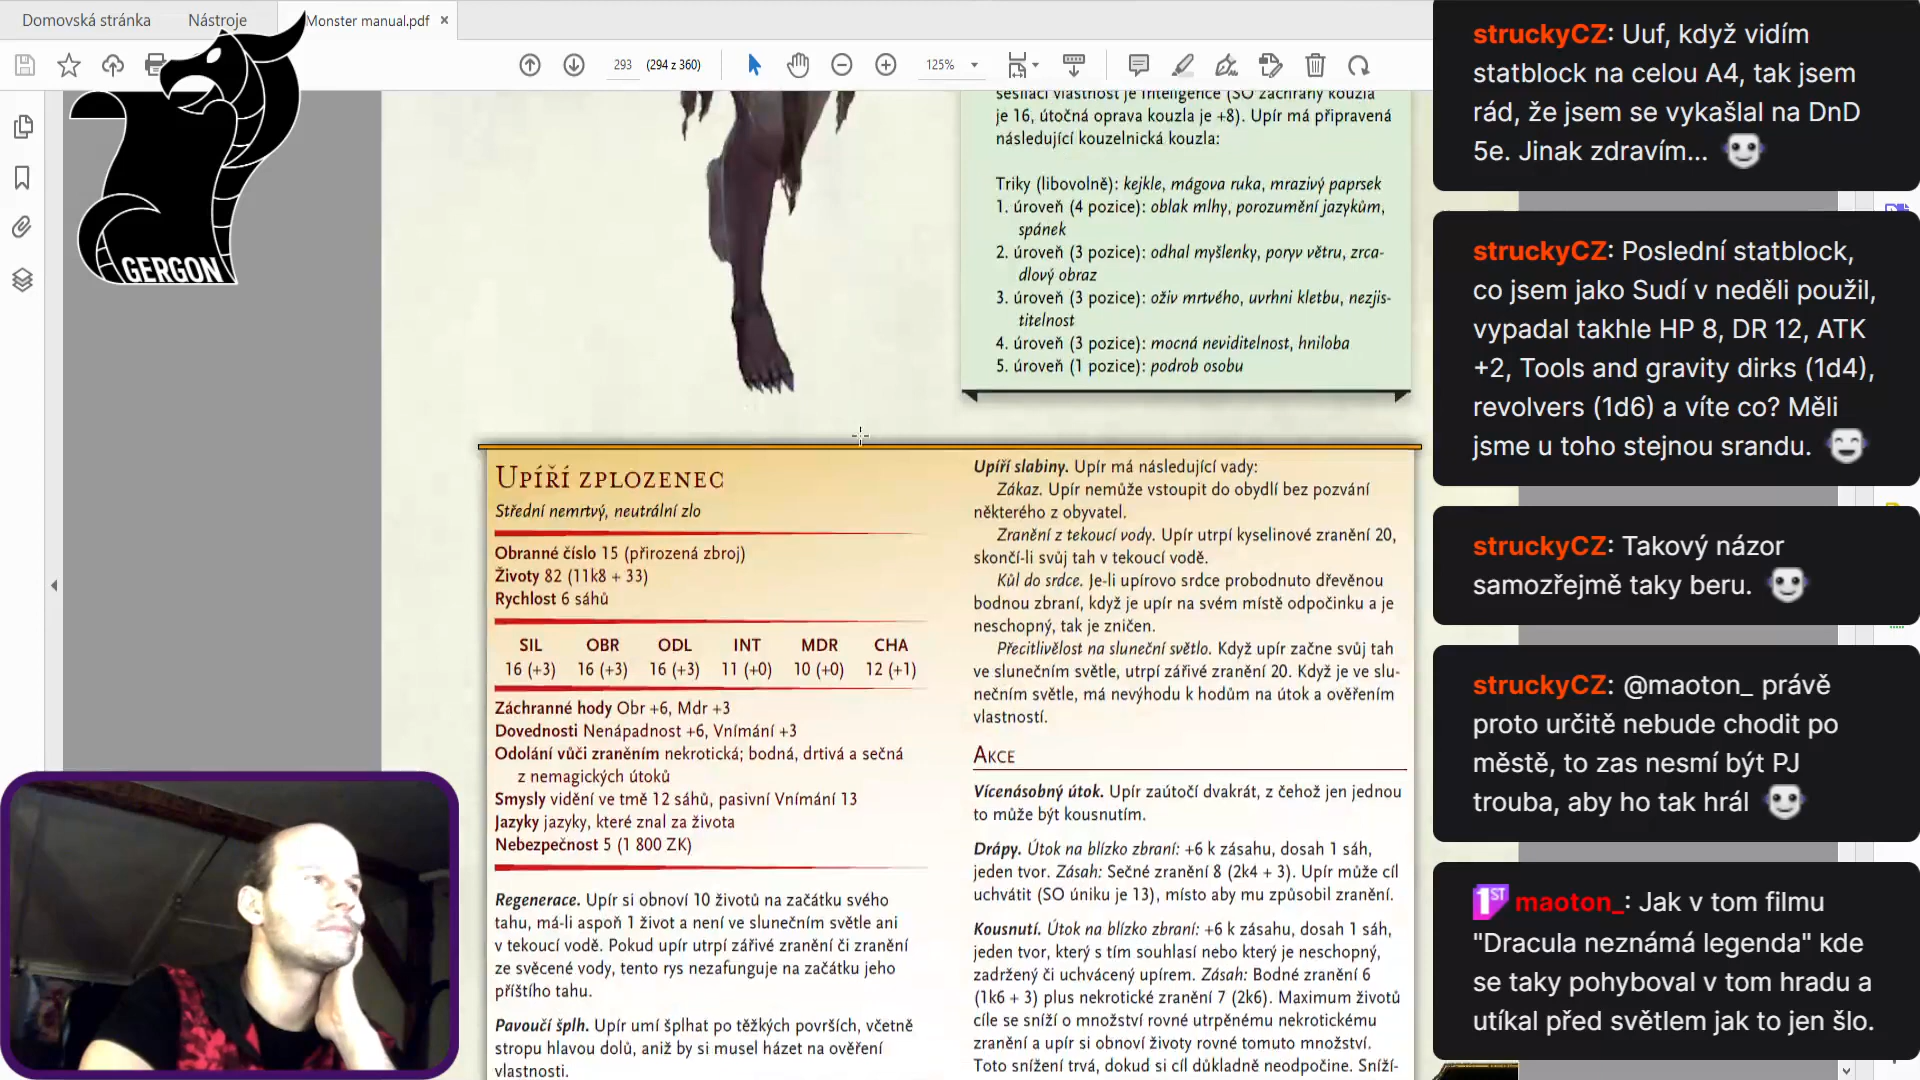 Domovská stránka
Nástroje
Monster manual.pdf
×
293
(294 z 360)
125%
GERGON
sesílací vlastnost je Inteligence (SO záchrany kouzla
je 16, útočná oprava kouzla je +8). Upír má připravená
následující kouzelnická kouzla:
Triky (libovolně): kejkle, mágova ruka, mrazivý paprsek
1. úroveň (4 pozice): oblak mlhy, porozumění jazykům,
spánek
2. úroveň (3 pozice): odhal myšlenky, poryv větru, zrca-
dlový obraz
3. úroveň (3 pozice): oživ mrtvého, uvrhni kletbu, nezjis-
titelnost
4. úroveň (3 pozice): mocná neviditelnost, hniloba
5. úroveň (1 pozice): podrob osobu
Upíří zplozenec
Střední nemrtvý, neutrální zlo
Obranné číslo 15 (přirozená zbroj)
Životy 82 (11k8 + 33)
Rychlost 6 sáhů
SIL OBR ODL INT MDR CHA
16 (+3) 16 (+3) 16 (+3) 11 (+0) 10 (+0) 12 (+1)
Záchranné hody Obr +6, Mdr +3
Dovednosti Nenápadnost +6, Vnímání +3
Odolání vůči zraněním nekrotická; bodná, drtivá a sečná
z nemagických útoků
Smysly vidění ve tmě 12 sáhů, pasivní Vnímání 13
Jazyky jazyky, které znal za života
Nebezpečnost 5 (1 800 ZK)
Regenerace. Upír si obnoví 10 životů na začátku svého
tahu, má-li aspoň 1 život a není ve slunečním světle ani
v tekoucí vodě. Pokud upír utrpí zářivé zranění či zranění
ze svěcené vody, tento rys nezafunguje na začátku jeho
příštího tahu.
Pavoučí šplh. Upír umí šplhat po těžkých površích, včetně
stropu hlavou dolů, aniž by si musel házet na ověření
vlastnosti.
Upíří slabiny. Upír má následující vady:
Zákaz. Upír nemůže vstoupit do obydlí bez pozvání
některého z obyvatel.
Zranění z tekoucí vody. Upír utrpí kyselinové zranění 20,
skončí-li svůj tah v tekoucí vodě.
Kůl do srdce. Je-li upírovo srdce probodnuto dřevěnou
bodnou zbraní, když je upír na svém místě odpočinku a je
neschopný, tak je zničen.
Přecitlivělost na sluneční světlo. Když upír začne svůj tah
ve slunečním světle, utrpí zářivé zranění 20. Když je ve slu-
nečním světle, má nevýhodu k hodům na útok a ověřením
vlastností.
Akce
Vícenásobný útok. Upír zaútočí dvakrát, z čehož jen jednou
to může být kousnutím.
Drápy. Útok na blízko zbraní: +6 k zásahu, dosah 1 sáh,
jeden tvor. Zásah: Sečné zranění 8 (2k4 + 3). Upír může cíl
uchvátit (SO úniku je 13), místo aby mu způsobil zranění.
Kousnutí. Útok na blízko zbraní: +6 k zásahu, dosah 1 sáh,
jeden tvor, který s tím souhlasí nebo který je neschopný,
zadržený či uchvácený upírem. Zásah: Bodné zranění 6
(1k6 + 3) plus nekrotické zranění 7 (2k6). Maximum životů
cíle se sníží o množství rovné utrpěnému nekrotickému
zranění a upír si obnoví životy rovné tomuto množství.
Toto snížení trvá, dokud si cíl důkladně neodpočine. Sníží-
struckyCZ: Uuf, když vidím
statblock na celou A4, tak jsem
rád, že jsem se vykašlal na DnD
5e. Jinak zdravím...
struckyCZ: Poslední statblock,
co jsem jako Sudí v neděli použil,
vypadal takhle HP 8, DR 12, ATK
+2, Tools and gravity dirks (1d4),
revolvers (1d6) a víte co? Měli
jsme u toho stejnou srandu.
struckyCZ: Takový názor
samozřejmě taky beru.
struckyCZ: @maoton_ právě
proto určitě nebude chodit po
městě, to zas nesmí být PJ
trouba, aby ho tak hrál
1ST maoton_: Jak v tom filmu
"Dracula neznámá legenda" kde
se taky pohyboval v tom hradu a
utíkal před světlem jak to jen šlo.